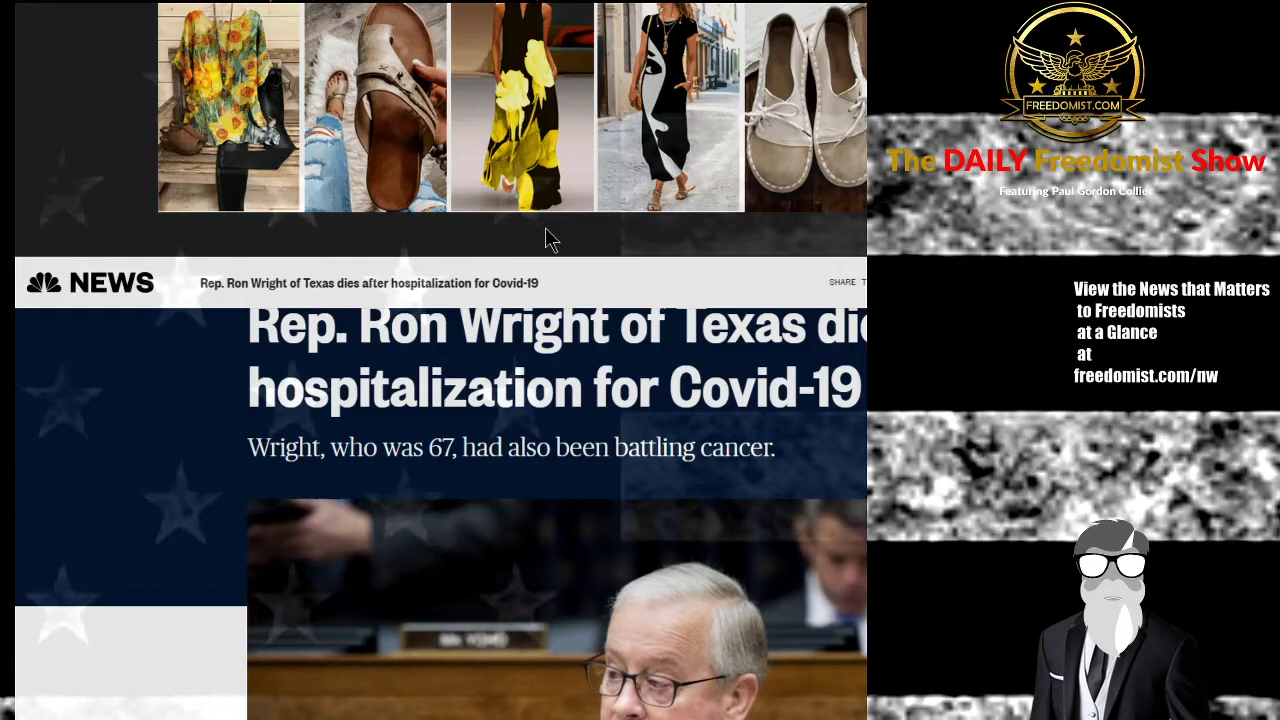 FREEDOMIST.COM
The DAILY Freedomist Show
Featuring Paul Gordon Collier
NEWS
Rep. Ron Wright of Texas dies after hospitalization for Covid-19
SHARE T
Rep. Ron Wright of Texas die
hospitalization for Covid-19
Wright, who was 67, had also been battling cancer.
View the News that Matters
to Freedomists
at a Glance
at
freedomist.com/nw